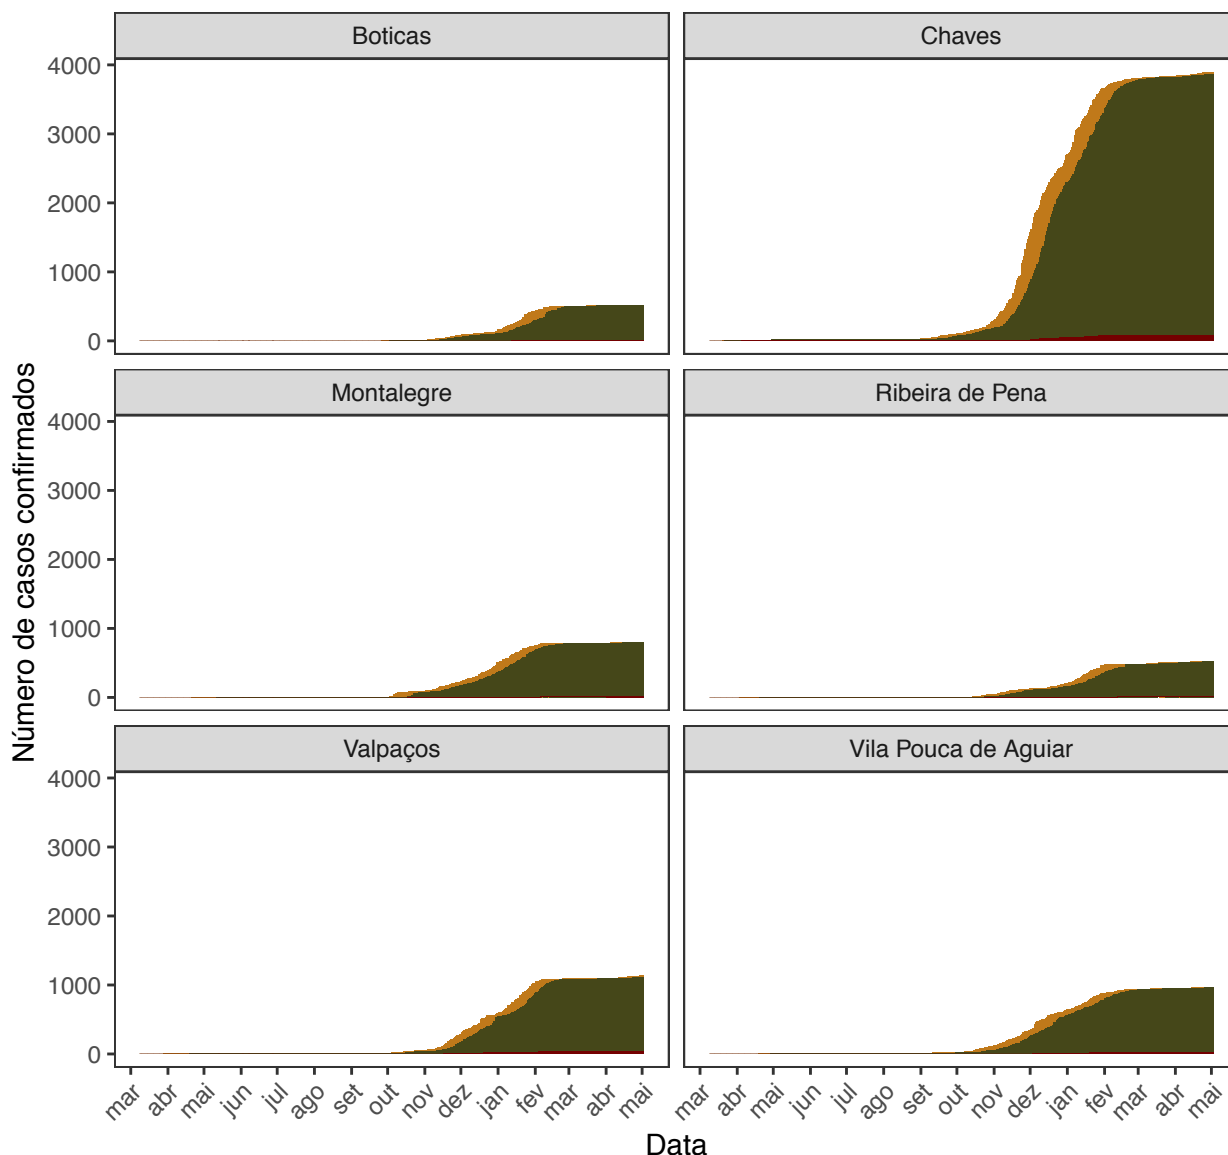 Boticas
Chaves
4000
3000
2000
1000
0
Montalegre
Ribeira de Pena
4000
3000
2000
1000
0
Valpaços
Vila Pouca de Aguiar
4000
3000
2000
1000
0
mar abr mai jun jul ago set out nov dez jan fev mar abr mai
mar abr mai jun jul ago set out nov dez jan fev mar abr mai
Número de casos confirmados
Data